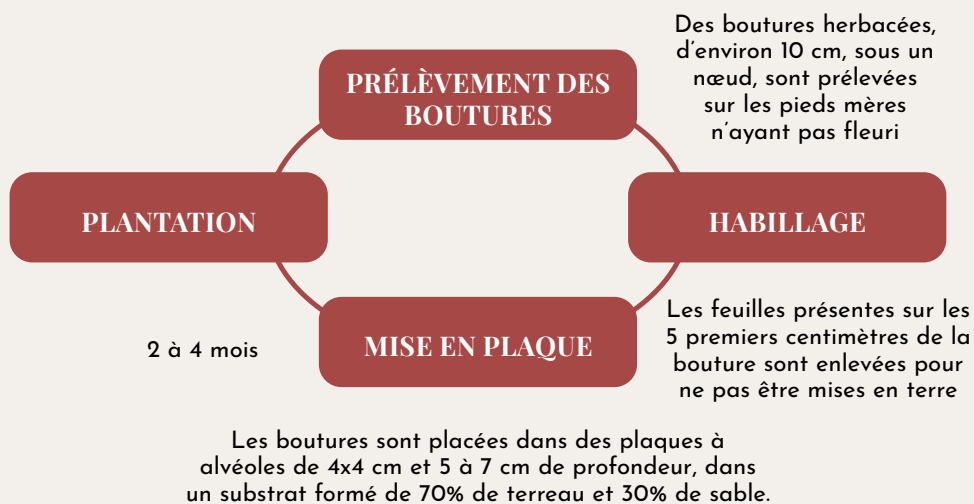 PRÉLÈVEMENT DES
BOUTURES
Des boutures herbacées,
d'environ 10 cm, sous un
nœud, sont prélevées
sur les pieds mères
n'ayant pas fleuri
HABILLAGE
Les feuilles présentes sur les
5 premiers centimètres de la
bouture sont enlevées pour
ne pas être mises en terre
MISE EN PLAQUE
Les boutures sont placées dans des plaques à
alvéoles de 4x4 cm et 5 à 7 cm de profondeur, dans
un substrat formé de 70% de terreau et 30% de sable.
2 à 4 mois
PLANTATION